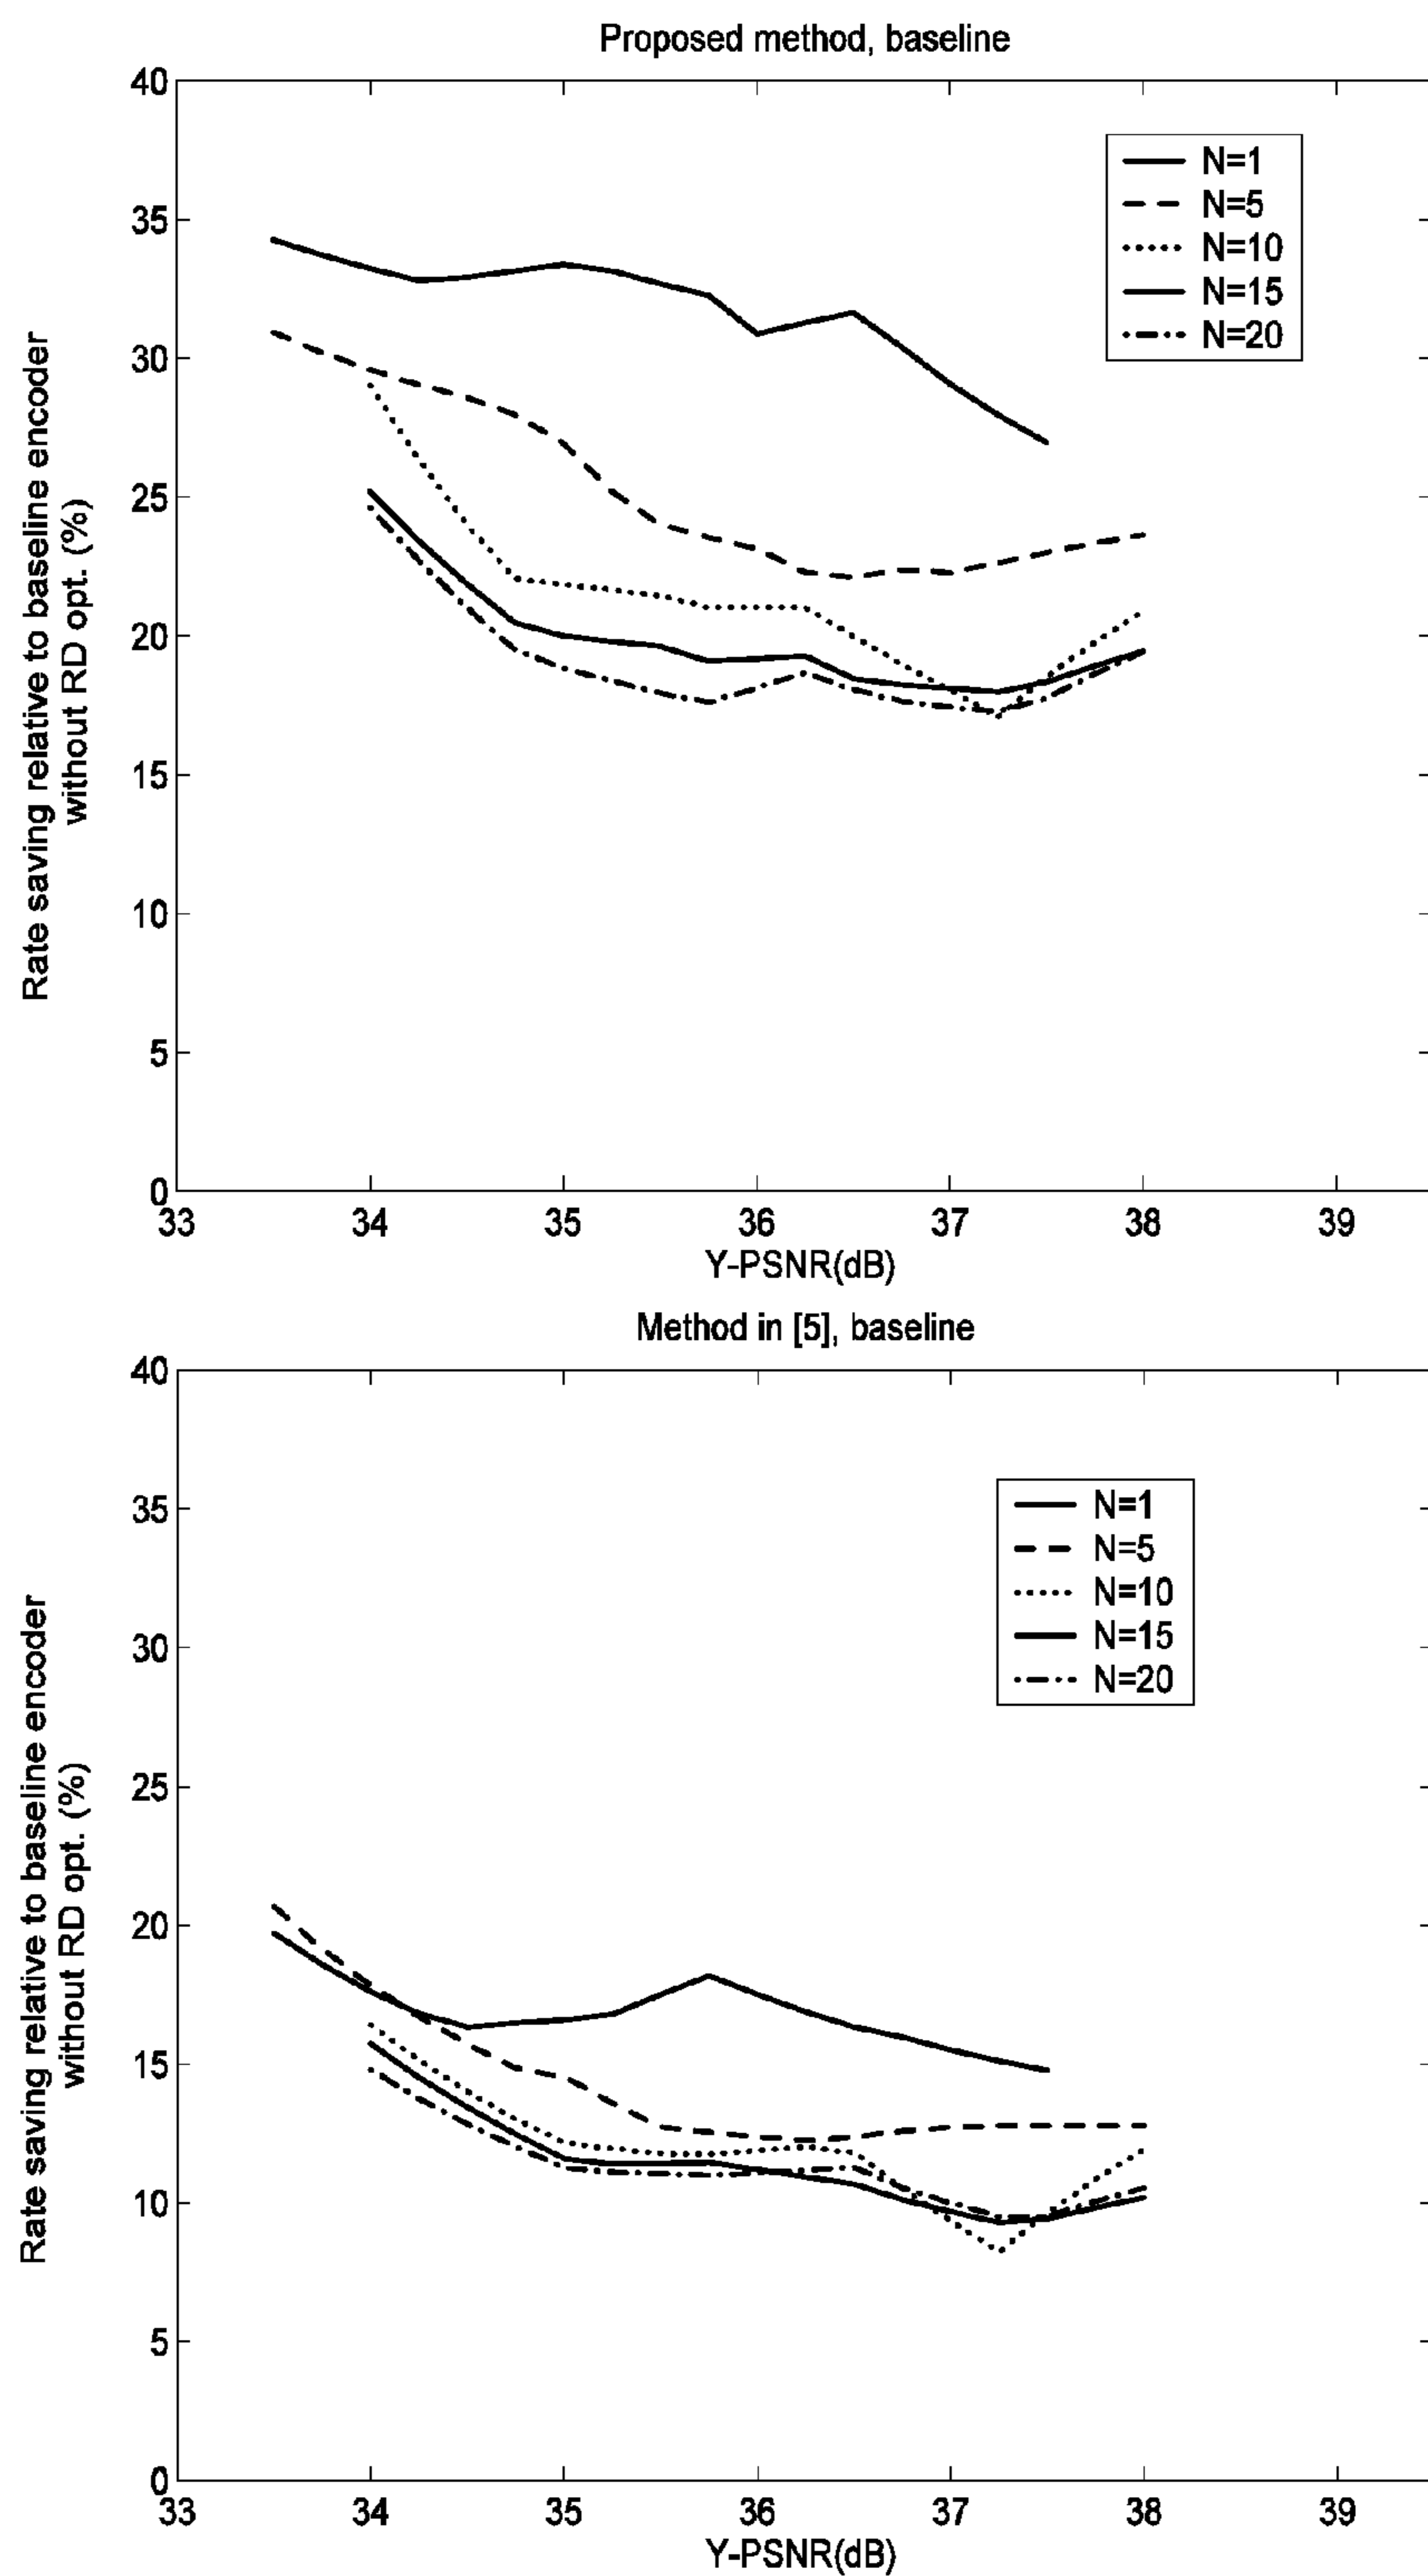 Proposed method, baseline
40
35
30
25
20
15
10
5
0
Rate saving relative to baseline encoder
without RD opt. (%)
N=1
N=5
N=10
N=15
N=20
33 34 35 36 37 38 39
Y-PSNR(dB)
Method in [5], baseline
40
35
30
25
20
15
10
5
0
Rate saving relative to baseline encoder
without RD opt. (%)
N=1
N=5
N=10
N=15
N=20
33 34 35 36 37 38 39
Y-PSNR(dB)